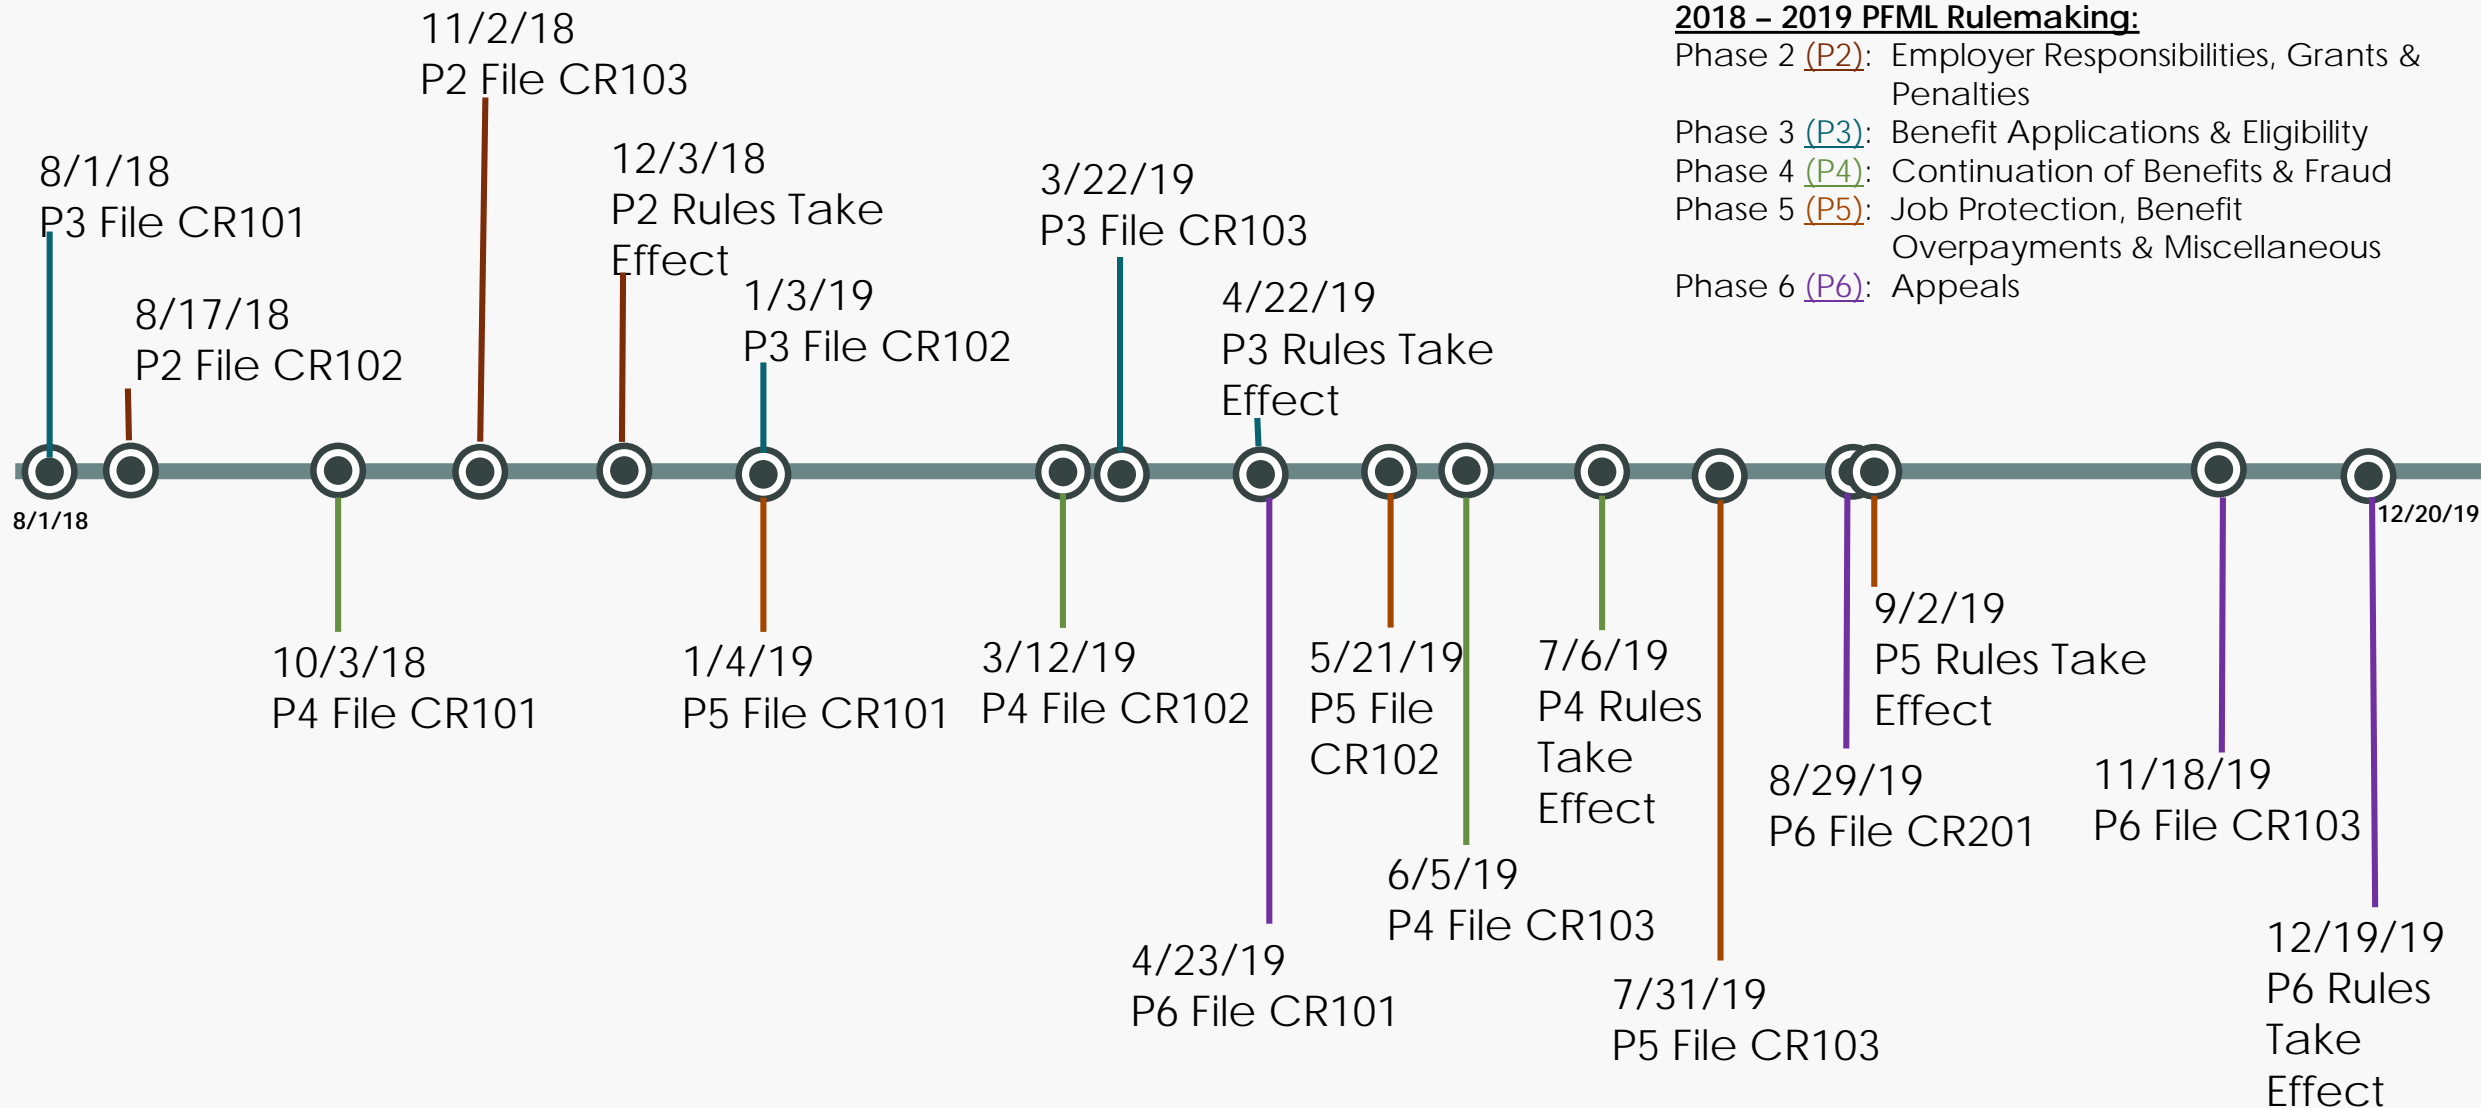 2018 – 2019 PFML Rulemaking:
Phase 2 (P2): Employer Responsibilities, Grants &
Penalties
Phase 3 (P3): Benefit Applications & Eligibility
Phase 4 (P4): Continuation of Benefits & Fraud
Phase 5 (P5): Job Protection, Benefit
Overpayments & Miscellaneous
Phase 6 (P6): Appeals
8/1/18
P3 File CR101
8/17/18
P2 File CR102
11/2/18
P2 File CR103
12/3/18
P2 Rules Take
Effect
1/3/19
P3 File CR102
3/22/19
P3 File CR103
4/22/19
P3 Rules Take
Effect
8/1/18
12/20/19
10/3/18
P4 File CR101
1/4/19
P5 File CR101
3/12/19
P4 File CR102
4/23/19
P6 File CR101
5/21/19
P5 File
CR102
6/5/19
P4 File CR103
7/6/19
P4 Rules
Take
Effect
7/31/19
P5 File CR103
8/29/19
P6 File CR201
9/2/19
P5 Rules Take
Effect
11/18/19
P6 File CR103
12/19/19
P6 Rules
Take
Effect